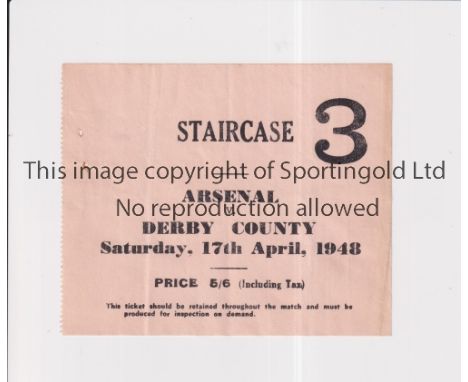 STAIRCASE 3
This image copyright of Sportingold Ltd
ARSENAL
No reproduction allowed
DERBY COUNTY
Saturday, 17th April, 1948
PRICE 5/6 (Including Tax)
This ticket should be retained throughout the match and must be
produced for inspection on demand.